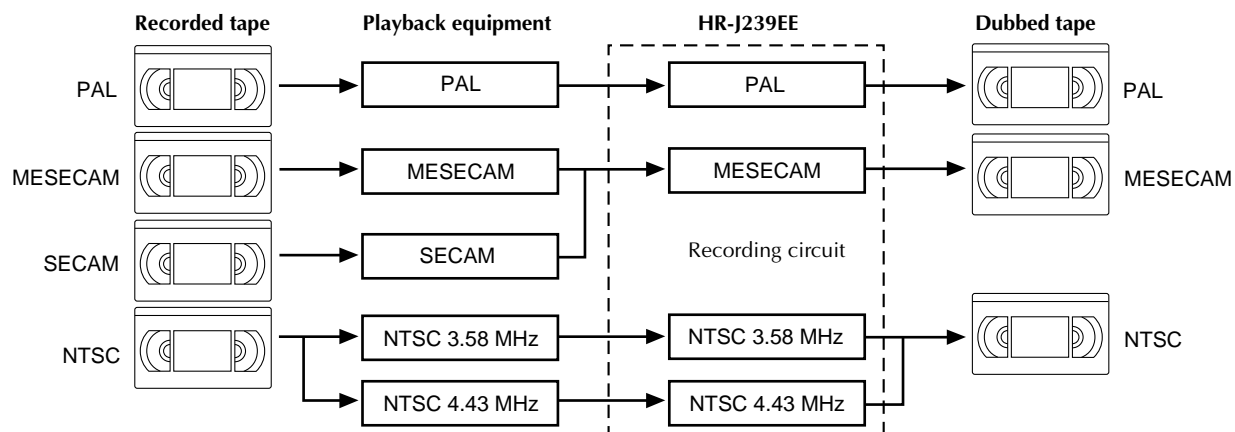 Recorded tape Playback equipment HR-J239EE Dubbed tape
PAL PAL PAL PAL
MESECAM MESECAM MESECAM MESECAM
SECAM SECAM Recording circuit
NTSC NTSC 3.58 MHz NTSC 3.58 MHz NTSC
NTSC 4.43 MHz NTSC 4.43 MHz